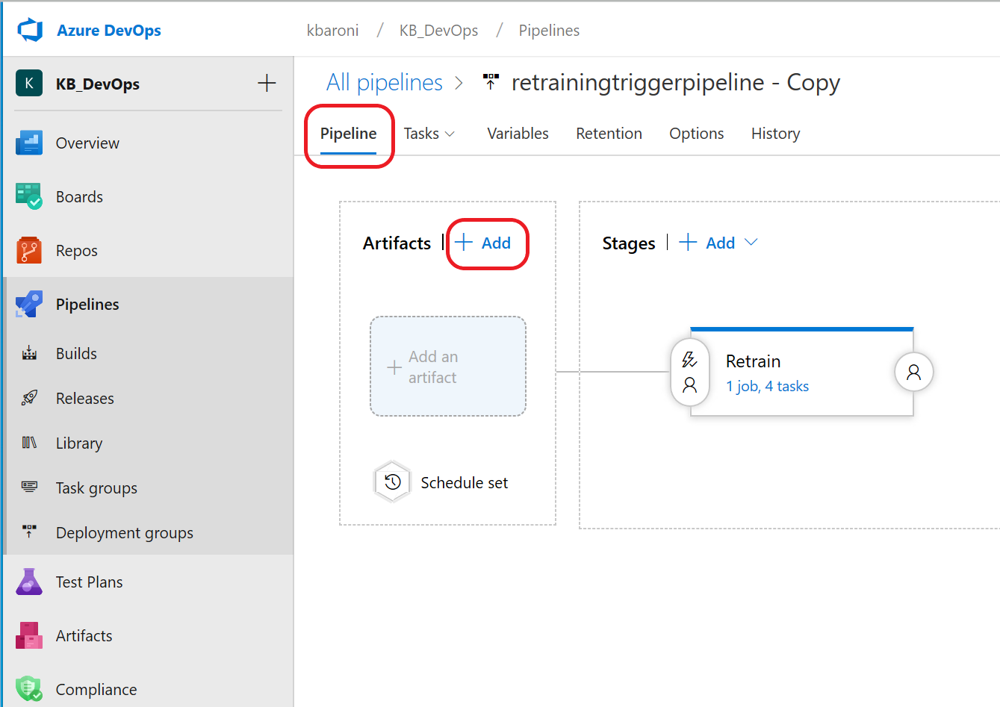 Azure DevOps
kbaroni / KB_DevOps / Pipelines
K KB_DevOps
All pipelines > retrainingtriggerpipeline - Copy
Pipeline Tasks Variables Retention Options History
Overview
Boards
Repos
Pipelines
Builds
Releases
Library
Task groups
Deployment groups
Test Plans
Artifacts
Compliance
Artifacts | + Add
Add an
artifact
Schedule set
Stages | + Add
Retrain
1 job, 4 tasks